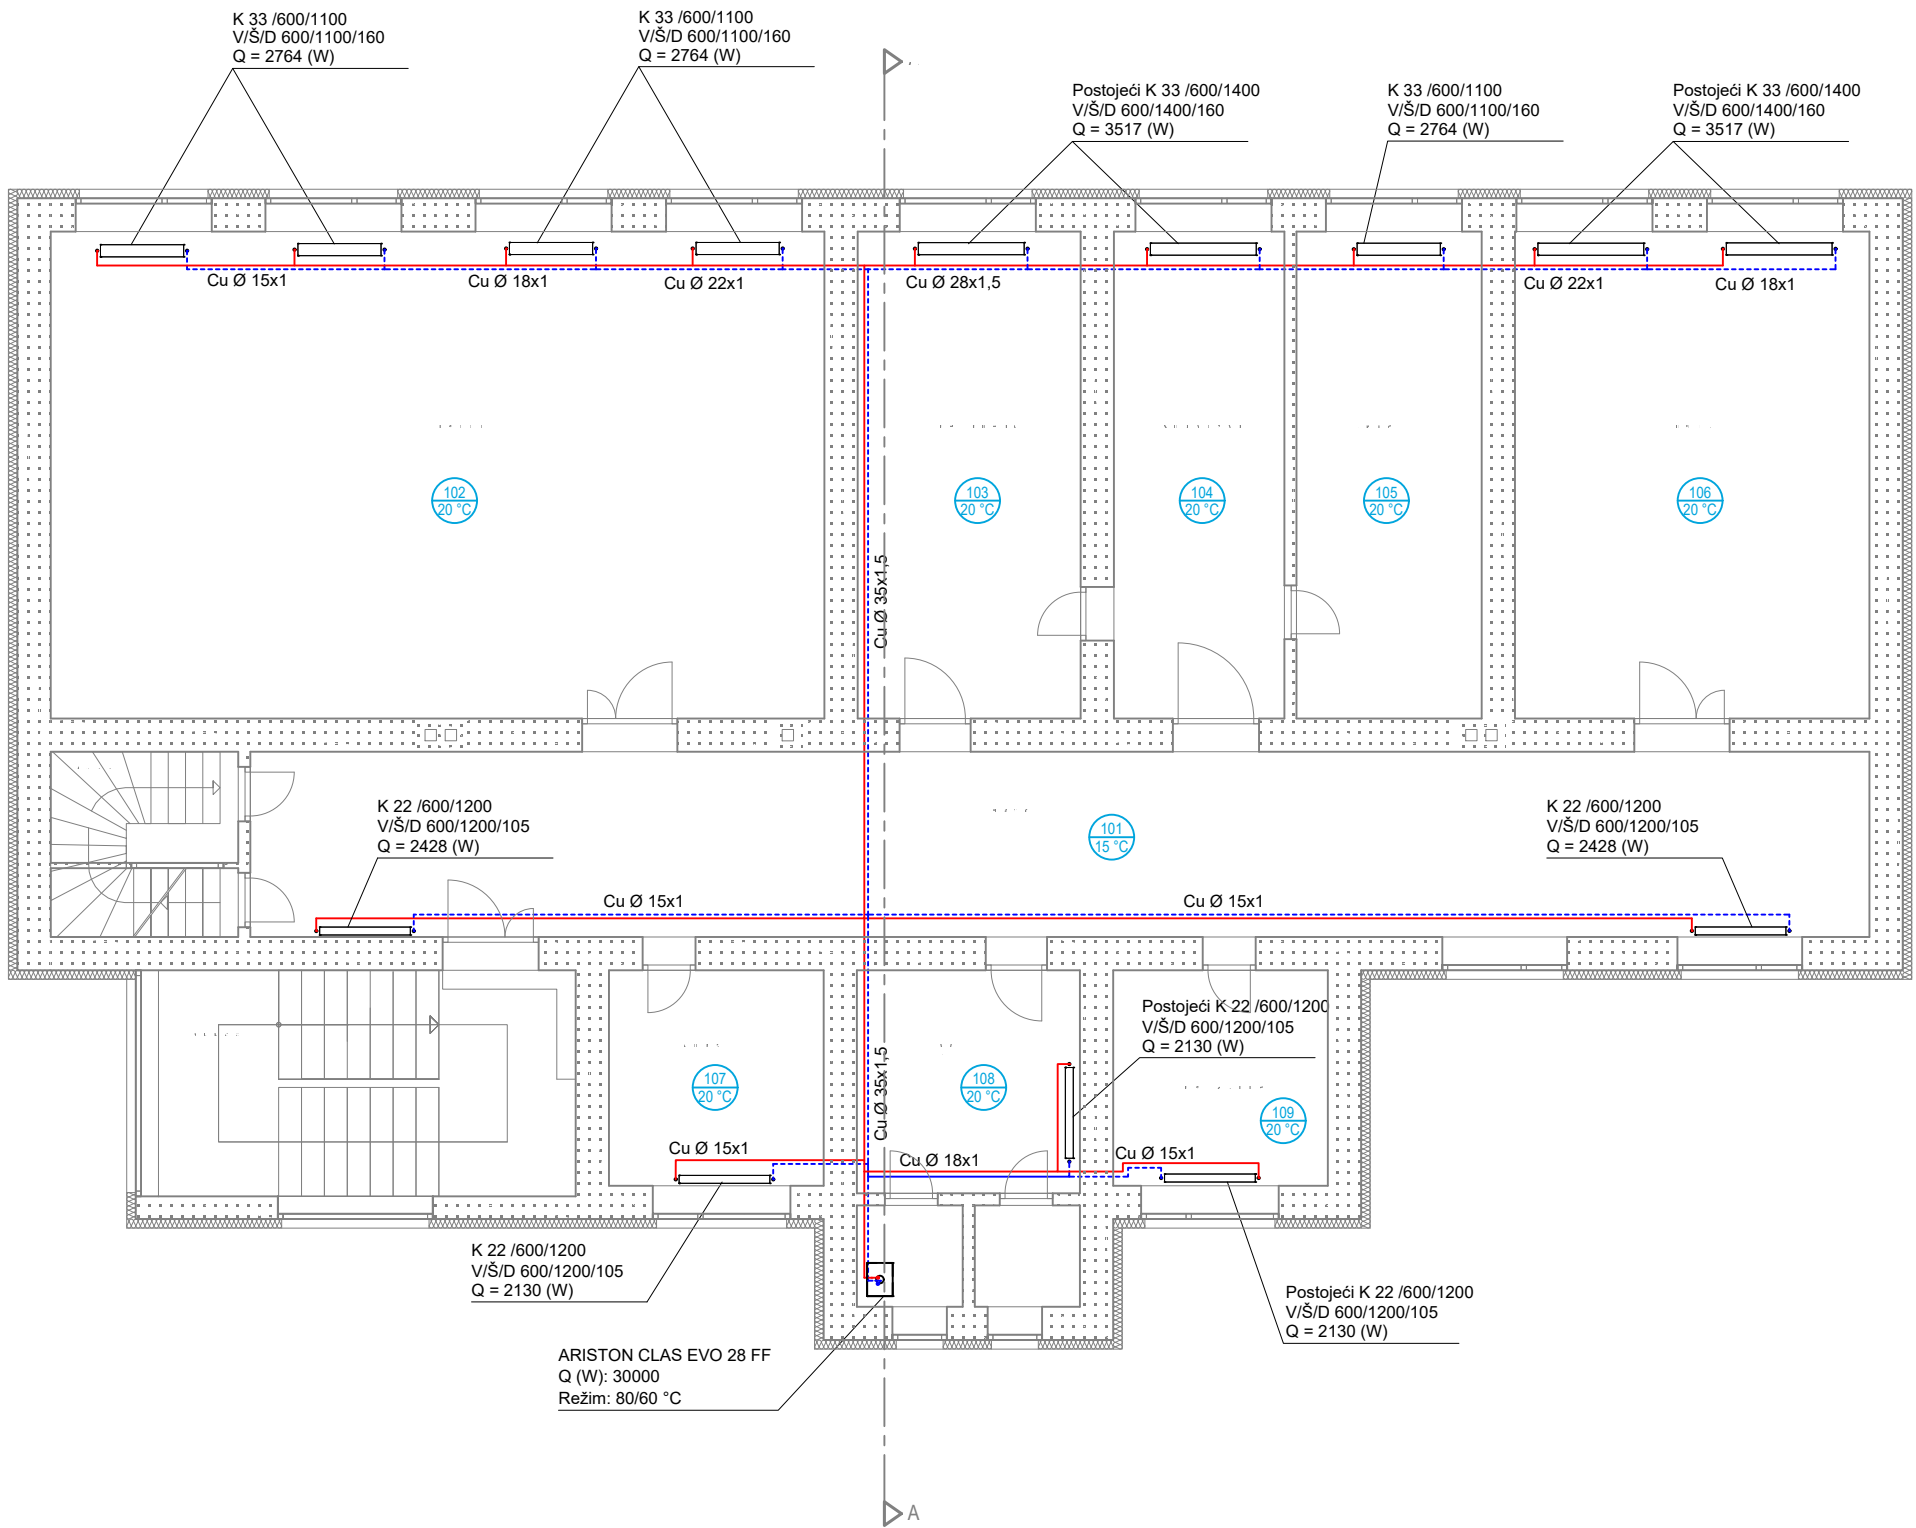 K 33 /600/1100
V/Š/D 600/1100/160
Q = 2764 (W)
K 33 /600/1100
V/Š/D 600/1100/160
Q = 2764 (W)
Postojeći K 33 /600/1400
V/Š/D 600/1400/160
Q = 3517 (W)
K 33 /600/1100
V/Š/D 600/1100/160
Q = 2764 (W)
Postojeći K 33 /600/1400
V/Š/D 600/1400/160
Q = 3517 (W)
Cu Ø 15x1
Cu Ø 18x1
Cu Ø 22x1
Cu Ø 28x1,5
Cu Ø 22x1
Cu Ø 18x1
102
20 °C
103
20 °C
104
20 °C
105
20 °C
106
20 °C
Cu Ø 35x1,5
K 22 /600/1200
V/Š/D 600/1200/105
Q = 2428 (W)
101
15 °C
K 22 /600/1200
V/Š/D 600/1200/105
Q = 2428 (W)
Cu Ø 15x1
Cu Ø 15x1
Postojeći K 22 /600/1200
V/Š/D 600/1200/105
Q = 2130 (W)
Cu Ø 35x1,5
107
20 °C
108
20 °C
109
20 °C
Cu Ø 15x1
Cu Ø 18x1
Cu Ø 15x1
K 22 /600/1200
V/Š/D 600/1200/105
Q = 2130 (W)
Postojeći K 22 /600/1200
V/Š/D 600/1200/105
Q = 2130 (W)
ARISTON CLAS EVO 28 FF
Q (W): 30000
Režim: 80/60 °C
A